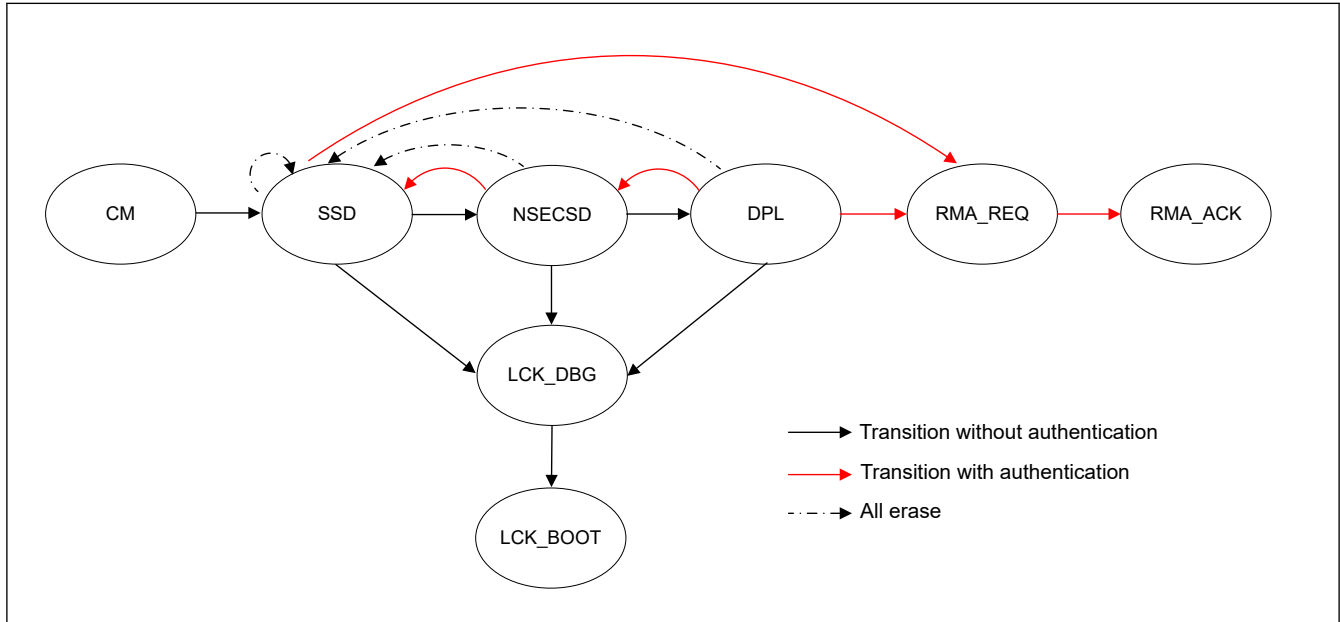 CM
SSD
NSECSD
DPL
RMA_REQ
RMA_ACK
LCK_DBG
Transition without authentication
Transition with authentication
All erase
LCK_BOOT